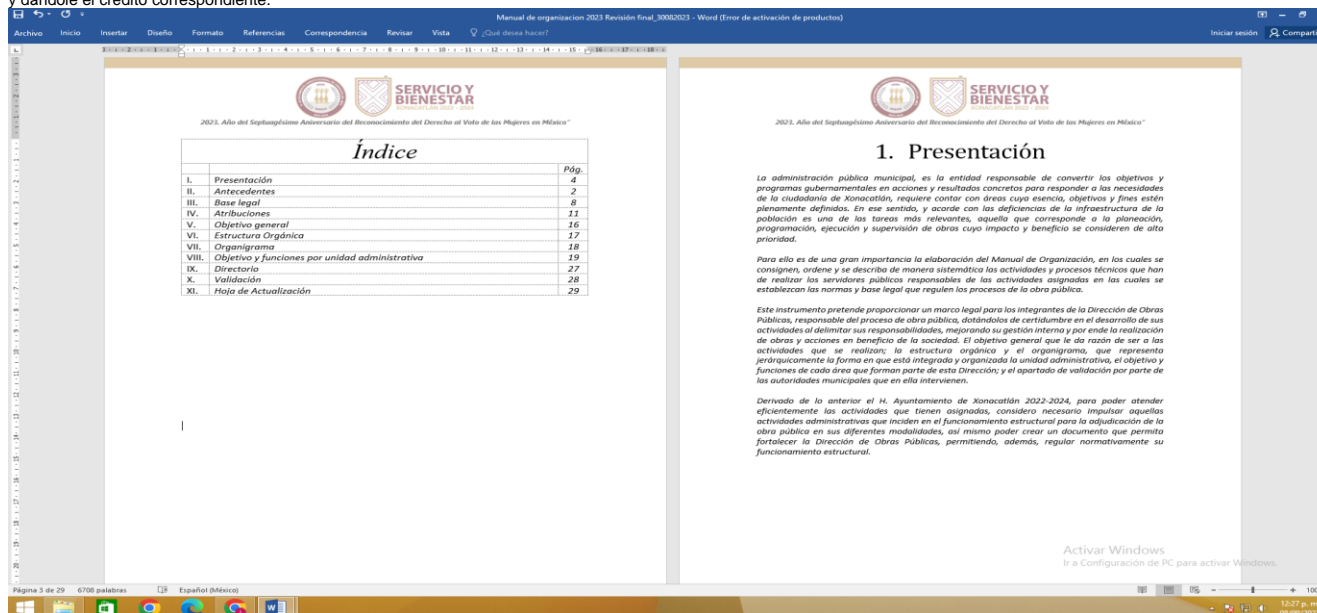 y dándole el crédito correspondiente.
Manual de organizacion 2023 Revisión final_30082023 - Word (Error de activación de productos)
Archivo Inicio Insertar Diseño Formato Referencias Correspondencia Revisar Vista ¿Qué desea hacer? Iniciar sesión Comparti
SERVICIO Y
BIENESTAR
XONACATLÁN 2022 - 2024
2023. Año del Septuagésimo Aniversario del Reconocimiento del Derecho al Voto de las Mujeres en México"
Índice
Pág.
I. Presentación 4
II. Antecedentes 2
III. Base legal 8
IV. Atribuciones 11
V. Objetivo general 16
VI. Estructura Orgánica 17
VII. Organigrama 18
VIII. Objetivo y funciones por unidad administrativa 19
IX. Directorio 27
X. Validación 28
XI. Hoja de Actualización 29
SERVICIO Y
BIENESTAR
XONACATLÁN 2022 - 2024
2023. Año del Septuagésimo Aniversario del Reconocimiento del Derecho al Voto de las Mujeres en México"
1. Presentación
La administración pública municipal, es la entidad responsable de convertir los objetivos y
programas gubernamentales en acciones y resultados concretos para responder a las necesidades
de la ciudadanía de Xonacatlán, requiere contar con áreas cuyo esencia, objetivos y fines estén
plenamente definidos. En ese sentido, y acorde con las deficiencias de la infraestructura de la
población es una de las tareas más relevantes, aquella que corresponde a la planeación,
programación, ejecución y supervisión de obras cuyo impacto y beneficio se consideren de alta
prioridad.
Para ello es de una gran importancia la elaboración del Manual de Organización, en los cuales se
consignen, ordene y se describa de manera sistemática las actividades y procesos técnicos que han
de realizar los servidores públicos responsables de las actividades asignadas en las cuales se
establezcan las normas y base legal que regulen los procesos de la obra pública.
Este instrumento pretende proporcionar un marco legal para los integrantes de la Dirección de Obras
Públicas, responsable del proceso de obra pública, dotándolos de certidumbre en el desarrollo de sus
actividades al delimitar sus responsabilidades, mejorando su gestión interna y por ende la realización
de obras y acciones en beneficio de la sociedad. El objetivo general que le da razón de ser a las
actividades que se realizan; la estructura orgánica y el organigrama, que representa
jerárquicamente la forma en que está integrada y organizada la unidad administrativa, el objetivo y
funciones de cada área que forman parte de esta Dirección; y el apartado de validación por parte de
las autoridades municipales que en ella intervienen.
Derivado de lo anterior el H. Ayuntamiento de Xonacatlán 2022-2024, para poder atender
eficientemente las actividades que tienen asignadas, considero necesario impulsar aquellas
actividades administrativas que inciden en el funcionamiento estructural para la adjudicación de la
obra pública en sus diferentes modalidades, así mismo poder crear un documento que permita
fortalecer la Dirección de Obras Públicas, permitiendo, además, regular normativamente su
funcionamiento estructural.
Activar Windows
Ir a Configuración de PC para activar Windows.
Página 3 de 29 6708 palabras Español (México) 100
12:27 p. m.